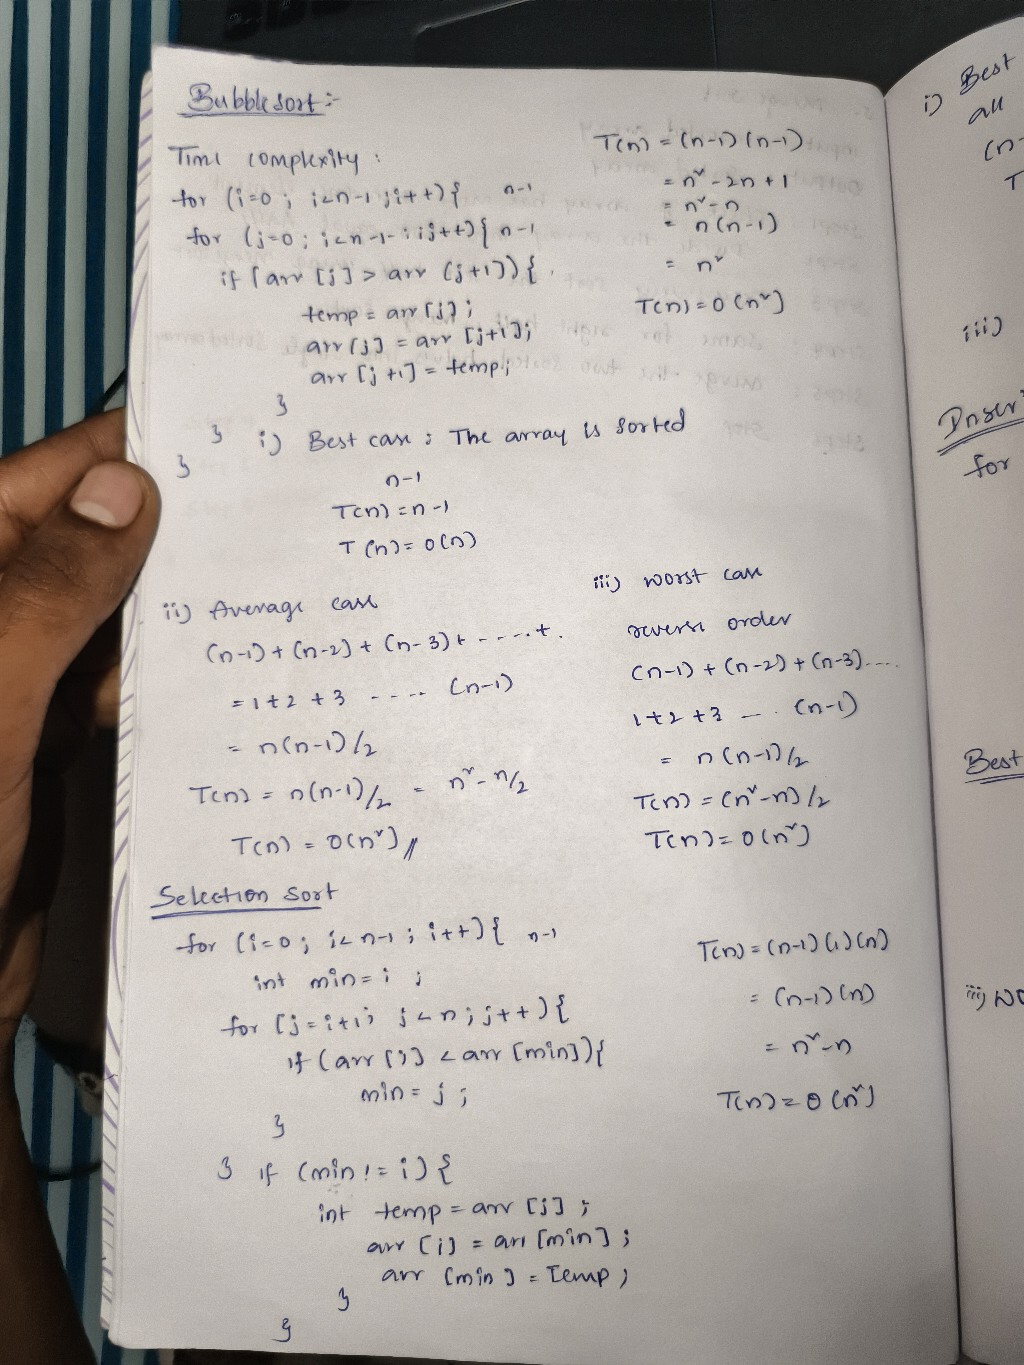 Bubble sort :-
Time complexity :
for (i=0 ; i<n-1 ; i++) { n-1
for (j=0 ; i<n-1-i ; j++) { n-1
if (arr [j] > arr [j+1]) {
temp = arr [j] ;
arr [j] = arr [j+1] ;
arr [j+1] = temp ;
}
}
}
T(n) = (n-1) (n-1)
= n² - 2n + 1
= n² - n
= n (n-1)
= n²
T(n) = O (n²)
i) Best case : The array is sorted
n-1
T(n) = n-1
T (n) = O(n)
ii) Average case
(n-1) + (n-2) + (n-3) + - - - - - + .
= 1 + 2 + 3 - - - - (n-1)
= n(n-1)/2
T(n) = n(n-1)/2 = n² - n/2
T(n) = O(n²) //
iii) worst case
reverse order
(n-1) + (n-2) + (n-3) - - - -
1 + 2 + 3 - - - (n-1)
= n (n-1)/2
T(n) = (n² - n) /2
T(n) = O (n²)
Selection sort
for (i=0 ; i<n-1 ; i++) { n-1
int min = i ;
for (j = i+1 ; j<n ; j++) {
if (arr [j] < arr [min]) {
min = j ;
}
} if (min != i) {
int temp = arr [j] ;
arr [i] = arr [min] ;
arr [min] = Temp ;
}
}
T(n) = (n-1) (1) (n)
= (n-1) (n)
= n² - n
T(n) = O (n²)
i) Best
all
(n-
T
iii)
for
Best
iii)